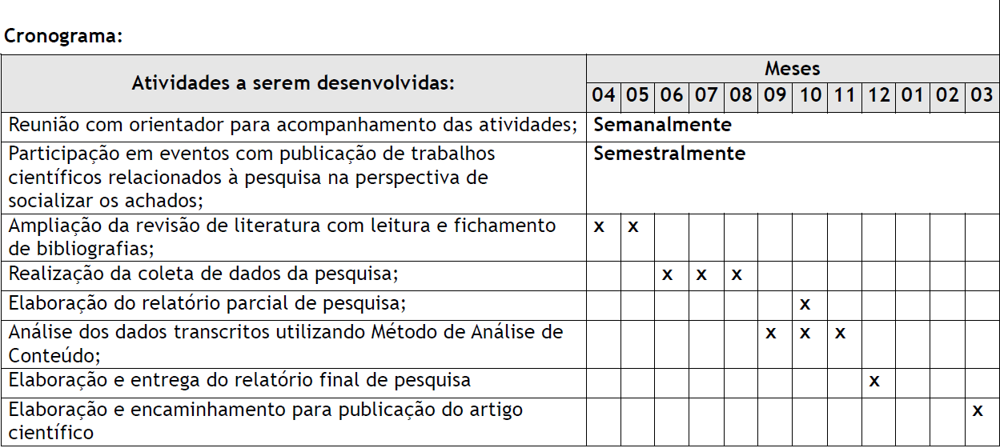 Cronograma:
Atividades a serem desenvolvidas:
Meses
04 05 06 07 08 09 10 11 12 01 02 03
Reunião com orientador para acompanhamento das atividades; Semanalmente
Participação em eventos com publicação de trabalhos Semestralmente
científicos relacionados à pesquisa na perspectiva de
socializar os achados;
Ampliação da revisão de literatura com leitura e fichamento x x
de bibliografias;
Realização da coleta de dados da pesquisa; x x x
Elaboração do relatório parcial de pesquisa; x
Análise dos dados transcritos utilizando Método de Análise de x x x
Conteúdo;
Elaboração e entrega do relatório final de pesquisa x
Elaboração e encaminhamento para publicação do artigo x
científico